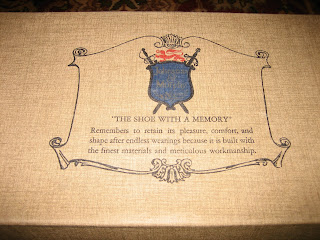 "THE SHOE WITH A MEMORY"
Remembers to retain its pleasure, comfort, and
shape after endless wearings because it is built with
the finest materials and meticulous workmanship.